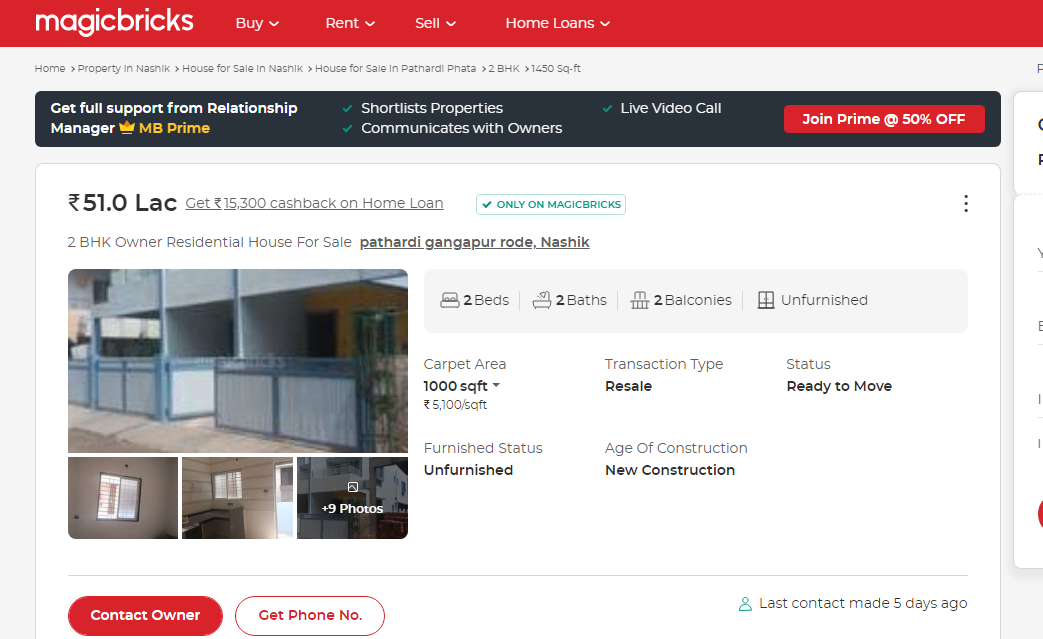 magicbricks
Buy
Rent
Sell
Home Loans
Home > Property in Nashik > House for Sale in Nashik > House for Sale in Pathardi Phata > 2 BHK > 1450 Sq-ft
Get full support from Relationship
Manager MB Prime
Shortlists Properties
Communicates with Owners
Live Video Call
Join Prime @ 50% OFF
₹51.0 Lac Get ₹15,300 cashback on Home Loan
ONLY ON MAGICBRICKS
2 BHK Owner Residential House For Sale pathardi gangapur rode, Nashik
2 Beds
2 Baths
2 Balconies
Unfurnished
Carpet Area
1000 sqft
₹5,100/sqft
Transaction Type
Resale
Status
Ready to Move
Furnished Status
Unfurnished
Age Of Construction
New Construction
+9 Photos
Contact Owner
Get Phone No.
Last contact made 5 days ago